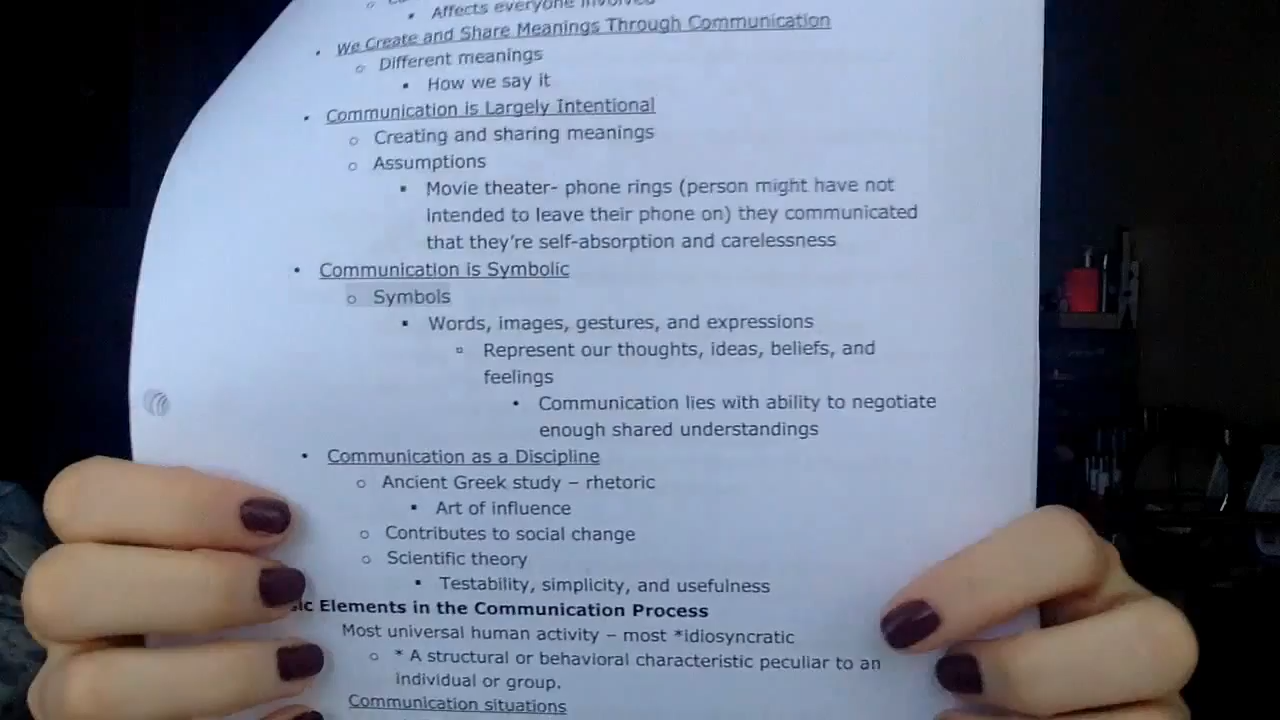 Affects everyone involved
We Create and Share Meanings Through Communication
Different meanings
How we say it
Communication is Largely Intentional
Creating and sharing meanings
Assumptions
Movie theater- phone rings (person might have not
intended to leave their phone on) they communicated
that they're self-absorption and carelessness
Communication is Symbolic
Symbols
Words, images, gestures, and expressions
Represent our thoughts, ideas, beliefs, and
feelings
Communication lies with ability to negotiate
enough shared understandings
Communication as a Discipline
Ancient Greek study – rhetoric
Art of influence
Contributes to social change
Scientific theory
Testability, simplicity, and usefulness
Elements in the Communication Process
Most universal human activity – most *idiosyncratic
* A structural or behavioral characteristic peculiar to an
individual or group.
Communication situations